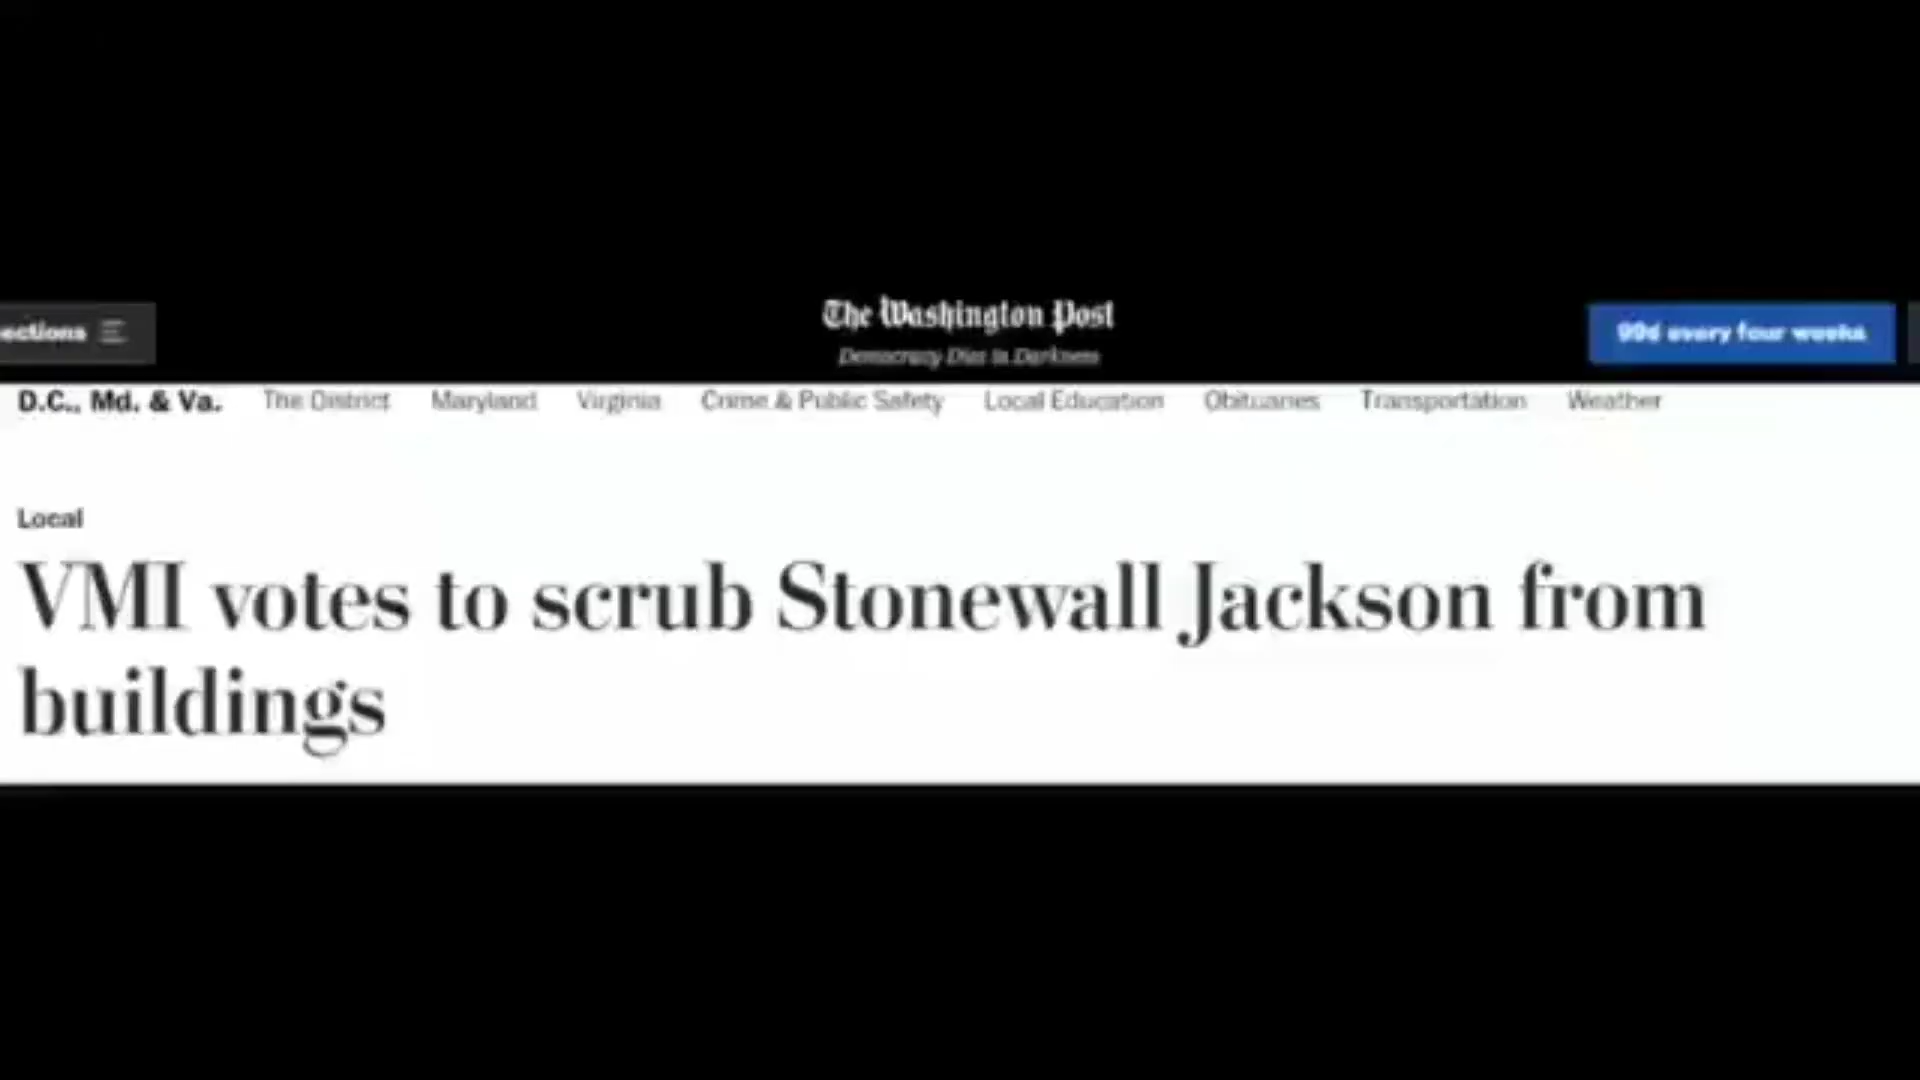 ections
The Washington Post
Democracy Dies in Darkness
99¢ every four weeks
D.C., Md. & Va. The District Maryland Virginia Crime & Public Safety Local Education Obituaries Transportation Weather
Local
VMI votes to scrub Stonewall Jackson from
buildings